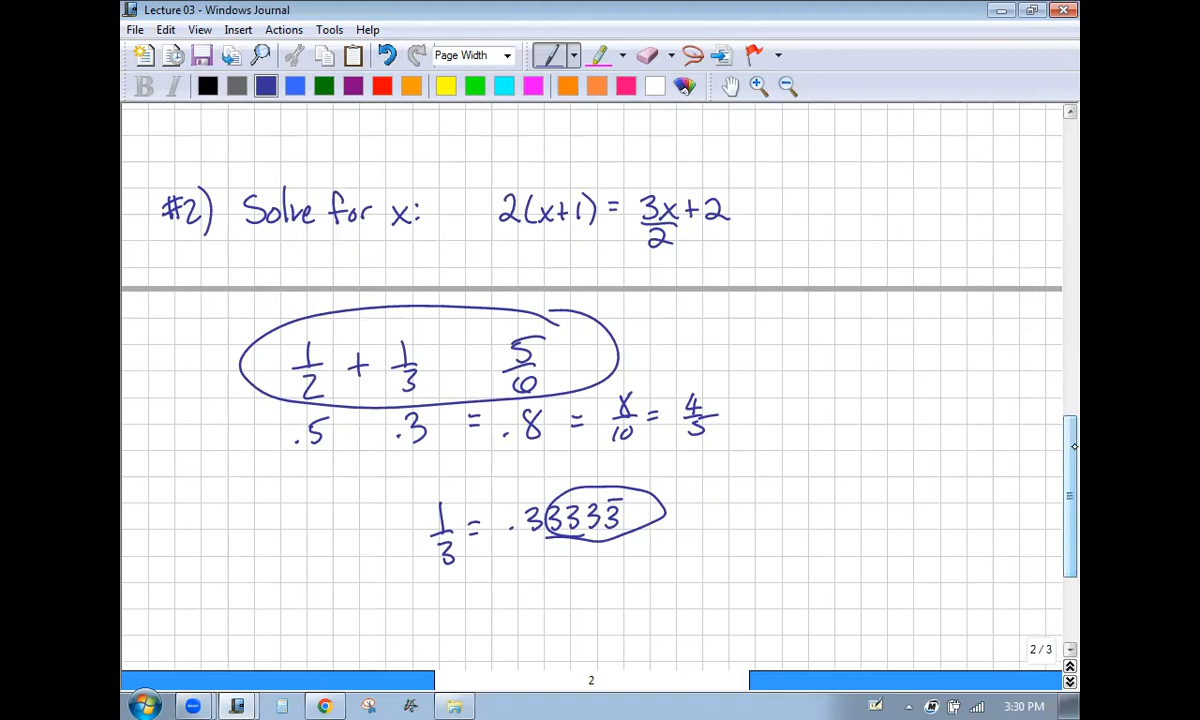 Lecture 03 - Windows Journal
File Edit View Insert Actions Tools Help
Page Width
B I
#2) Solve for x: 2(x+1) = 3x/2 + 2
1/2 + 1/3 5/6
.5 .3 = .8 = 8/10 = 4/5
1/3 = .33333̅
2 / 3
2
3:30 PM